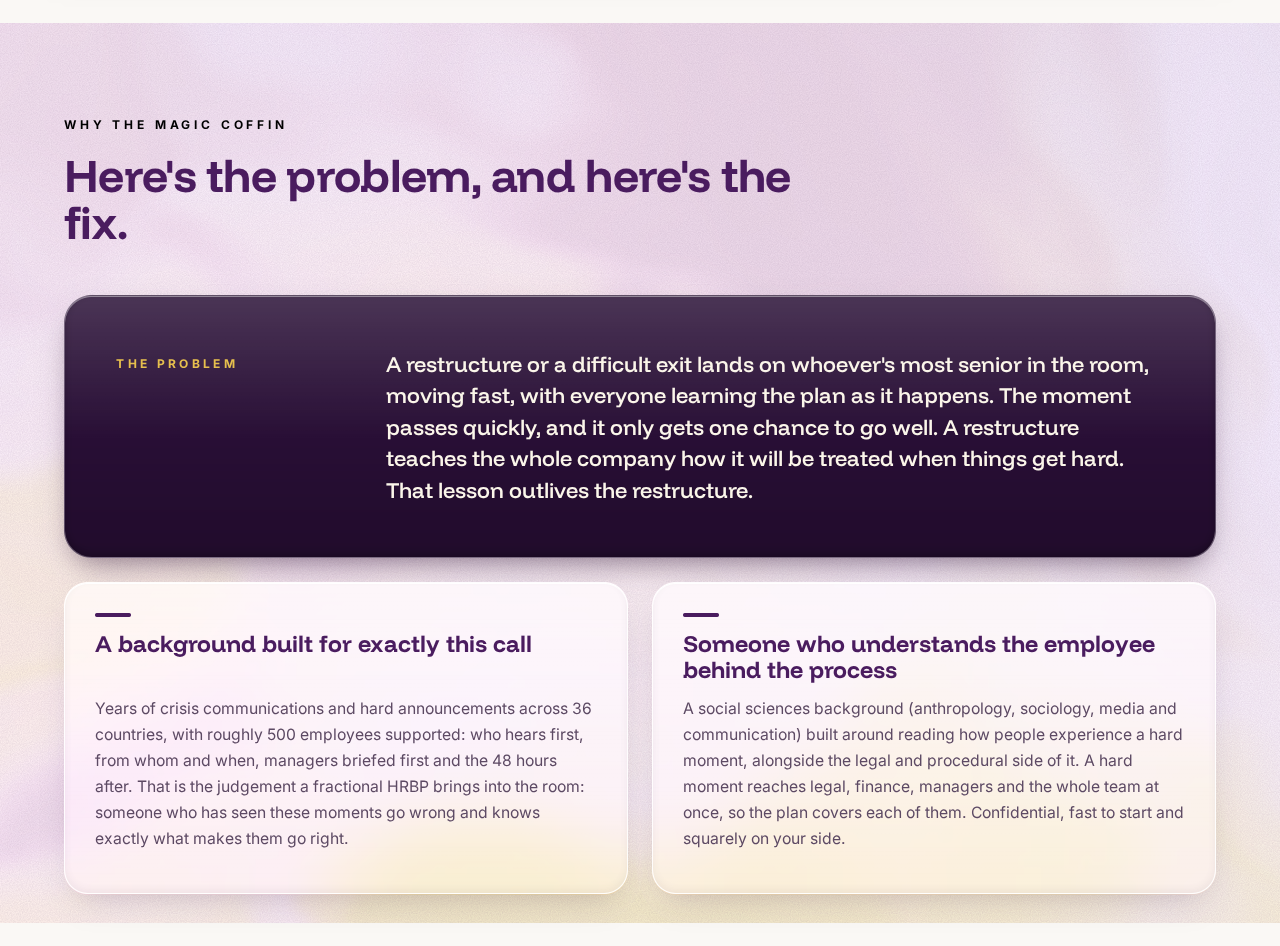 WHY THE MAGIC COFFIN
Here's the problem, and here's the
fix.
THE PROBLEM
A restructure or a difficult exit lands on whoever's most senior in the room,
moving fast, with everyone learning the plan as it happens. The moment
passes quickly, and it only gets one chance to go well. A restructure
teaches the whole company how it will be treated when things get hard.
That lesson outlives the restructure.
A background built for exactly this call
Years of crisis communications and hard announcements across 36
countries, with roughly 500 employees supported: who hears first,
from whom and when, managers briefed first and the 48 hours
after. That is the judgement a fractional HRBP brings into the room:
someone who has seen these moments go wrong and knows
exactly what makes them go right.
Someone who understands the employee
behind the process
A social sciences background (anthropology, sociology, media and
communication) built around reading how people experience a hard
moment, alongside the legal and procedural side of it. A hard
moment reaches legal, finance, managers and the whole team at
once, so the plan covers each of them. Confidential, fast to start and
squarely on your side.